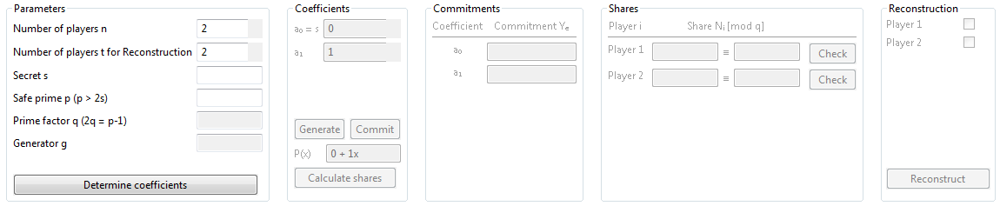 Parameters
Number of players n 2
Number of players t for Reconstruction 2
Secret s
Safe prime p (p > 2s)
Prime factor q (2q = p-1)
Generator g
Determine coefficients
Coefficients
a₀ = s 0
a₁ 1
Generate Commit
P(x) 0 + 1x
Calculate shares
Commitments
Coefficient Commitment Yₑ
a₀
a₁
Shares
Player i Share Nᵢ [mod q]
Player 1 ≡ Check
Player 2 ≡ Check
Reconstruction
Player 1
Player 2
Reconstruct